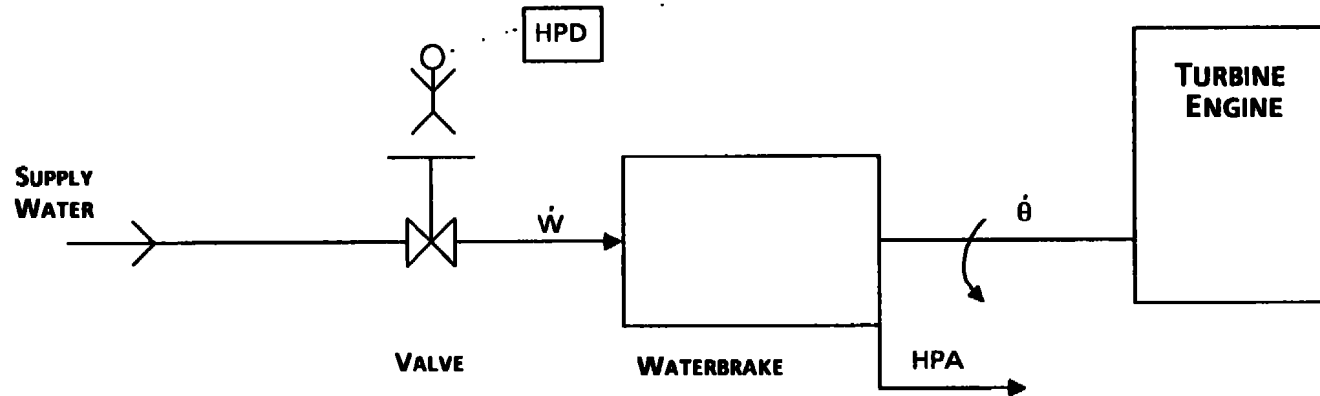 HPD
TURBINE
ENGINE
SUPPLY
WATER
Ẇ
θ̇
VALVE
WATERBRAKE
HPA